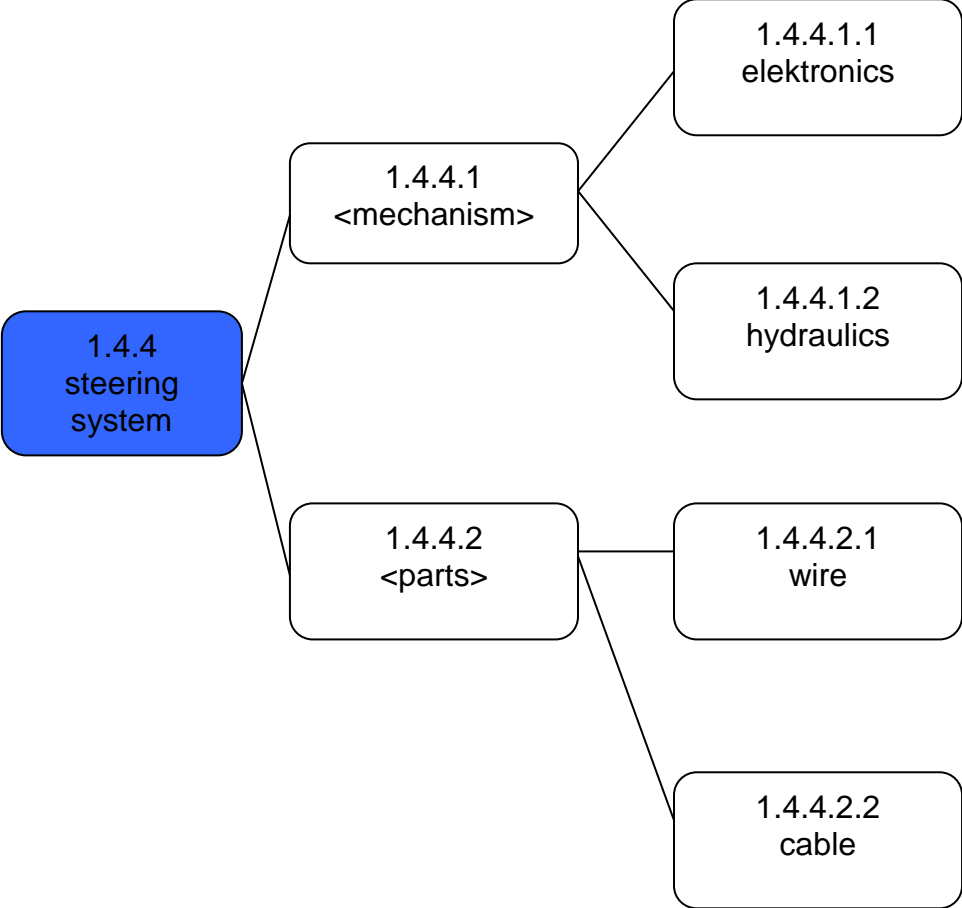 1.4.4.1.1
elektronics
1.4.4.1
<mechanism>
1.4.4.1.2
hydraulics
1.4.4
steering
system
1.4.4.2
<parts>
1.4.4.2.1
wire
1.4.4.2.2
cable